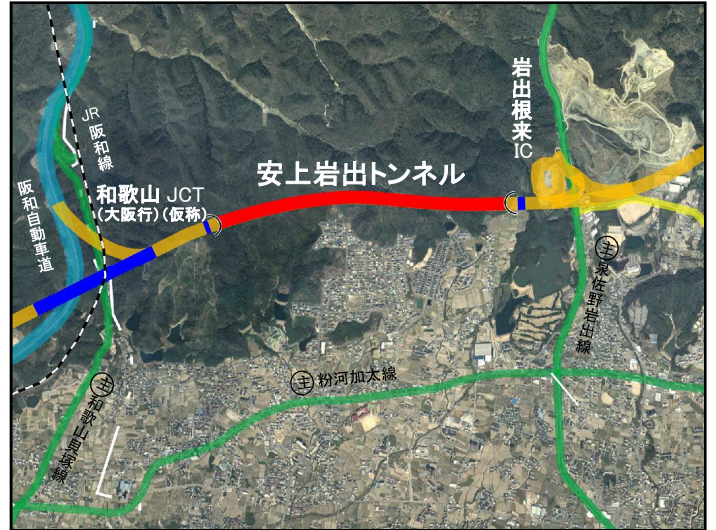 JR 阪和線
阪和自動車道
和歌山 JCT
(大阪行)(仮称)
安上岩出トンネル
岩出根来IC
主 泉佐野岩出線
主 粉河加太線
主 和歌山貝塚線